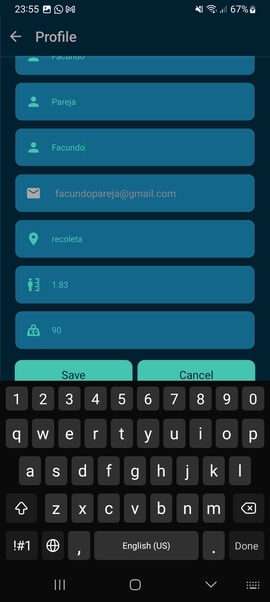 23:55
67%
Profile
Facundo
Pareja
Facundo
facundopareja@gmail.com
recoleta
1.83
KG
90
Save Cancel
1 2 3 4 5 6 7 8 9 0
q w e r t y u i o p
a s d f g h j k l
z x c v b n m
!#1 , English (US) . Done